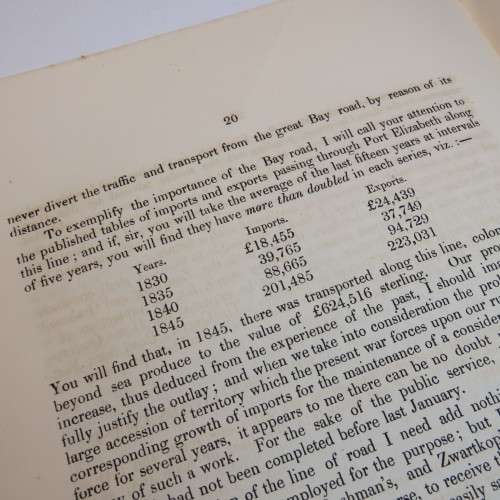 20
never divert the traffic and transport from the great Bay road, by reason of its
distance.
To exemplify the importance of the Bay road, I will call your attention to
the published tables of imports and exports passing through Port Elizabeth along
this line; and if, sir, you will take the average of the last fifteen years at intervals
of five years, you will find they have more than doubled in each series, viz.:—
Years. Imports. Exports.
1830 £18,455 £24,439
1835 39,765 37,749
1840 88,665 94,729
1845 201,485 223,031
You will find that, in 1845, there was transported along this line,
beyond sea produce to the value of £624,516 sterling. Our
increase, thus deduced from the experience of the past, I should
fully justify the outlay; and when we take into consideration the
large accession of territory which the present war forces upon our
corresponding growth of imports for the maintenance of a
force for several years, it appears to me there can be no doubt
of such a work. For the sake of the public service,
had not been completed before last January.
of the line of road I need add
for the purpose; but
and
to receive